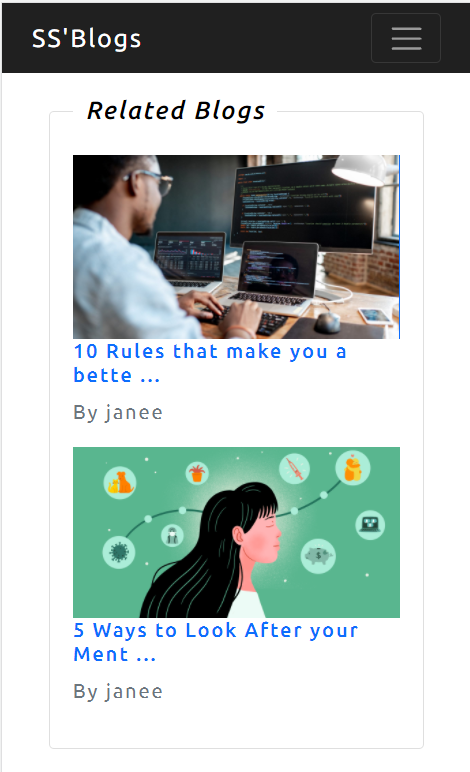 SS'Blogs
Related Blogs
10 Rules that make you a
bette ...
By janee
5 Ways to Look After your
Ment ...
By janee